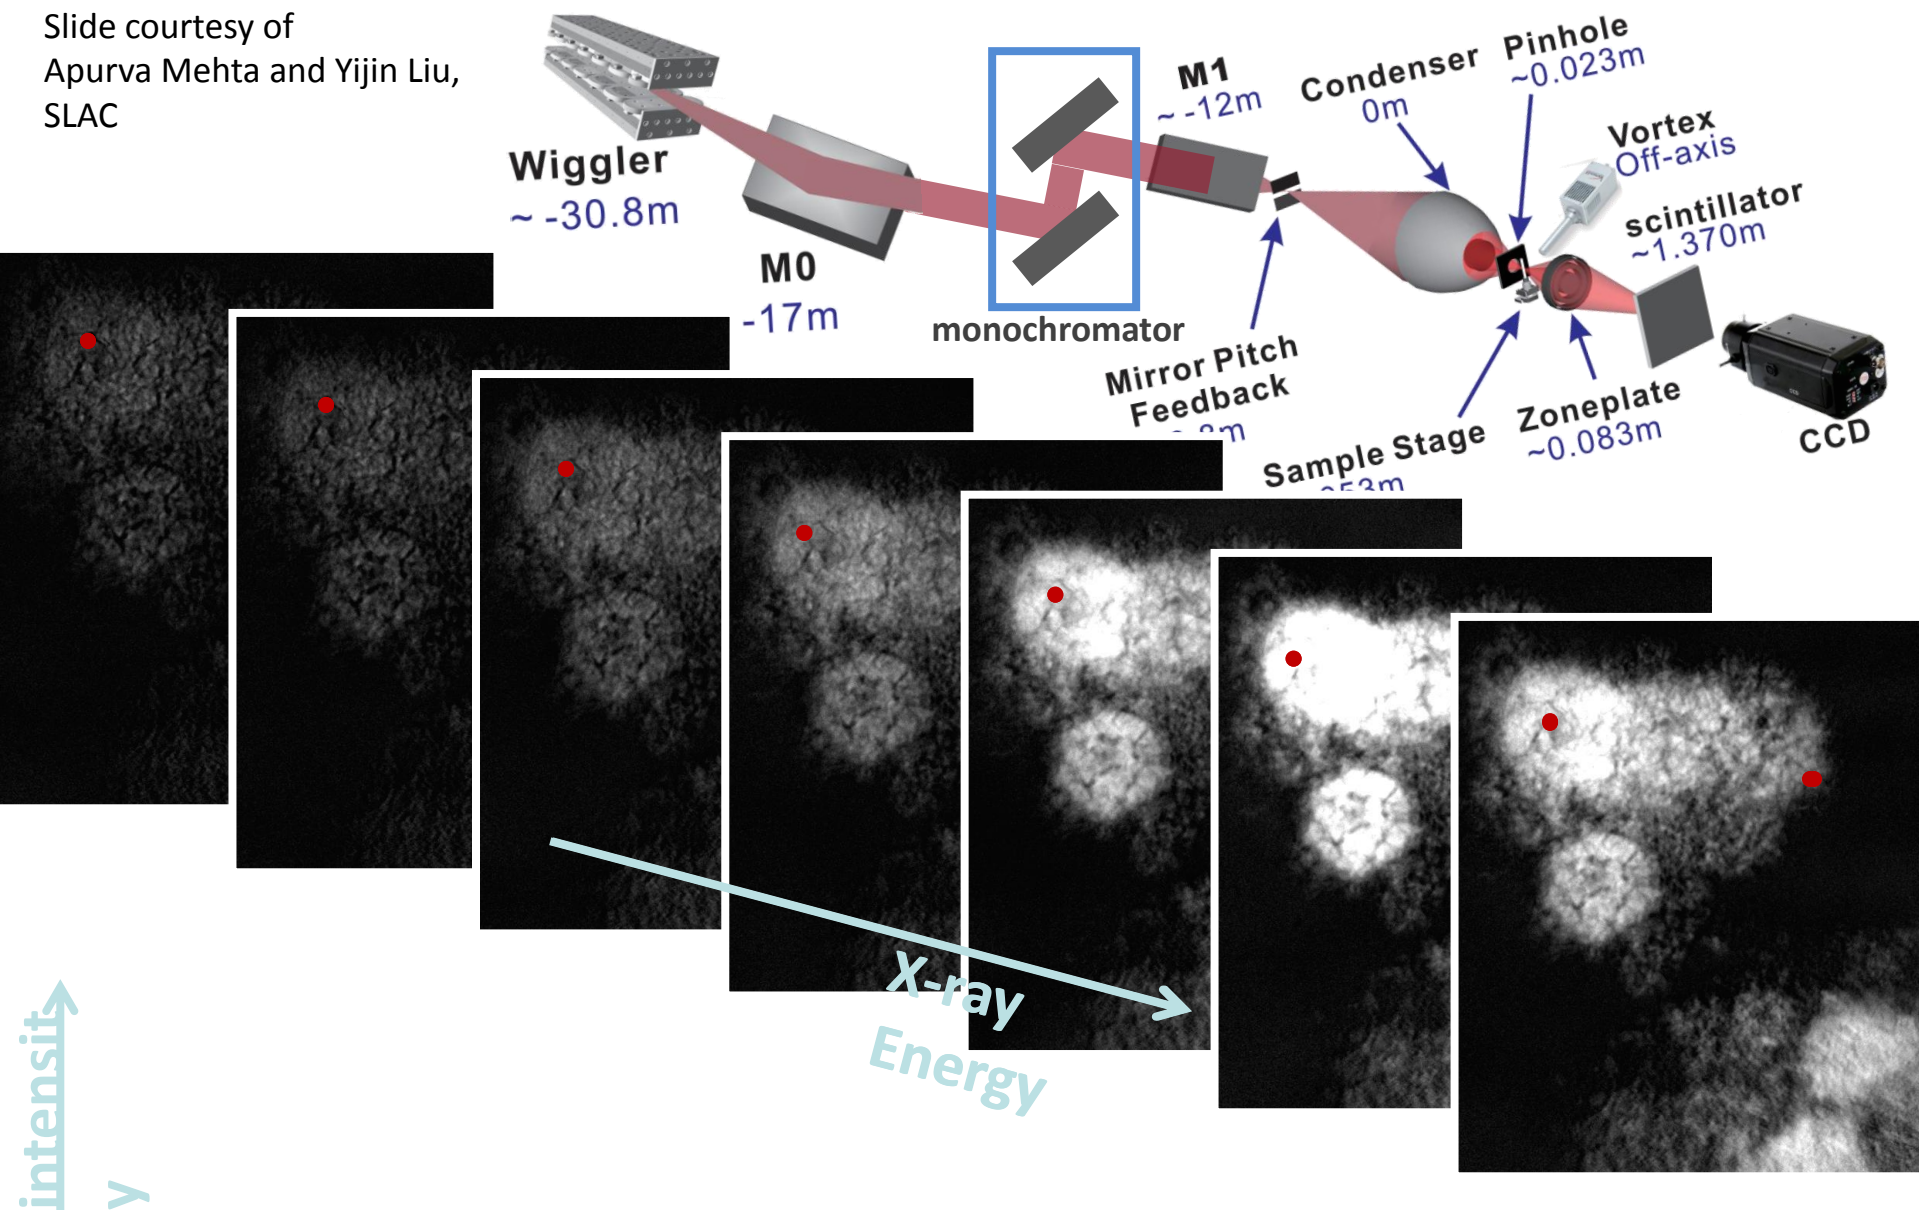 Slide courtesy of
Apurva Mehta and Yijin Liu,
SLAC
Wiggler
~ -30.8m
M0
-17m
monochromator
M1
~ -12m
Condenser
0m
Pinhole
~0.023m
Vortex
Off-axis
scintillator
~1.370m
Mirror Pitch
Feedback
Sample Stage
Zoneplate
~0.083m
CCD
X-ray
Energy
intensit
y